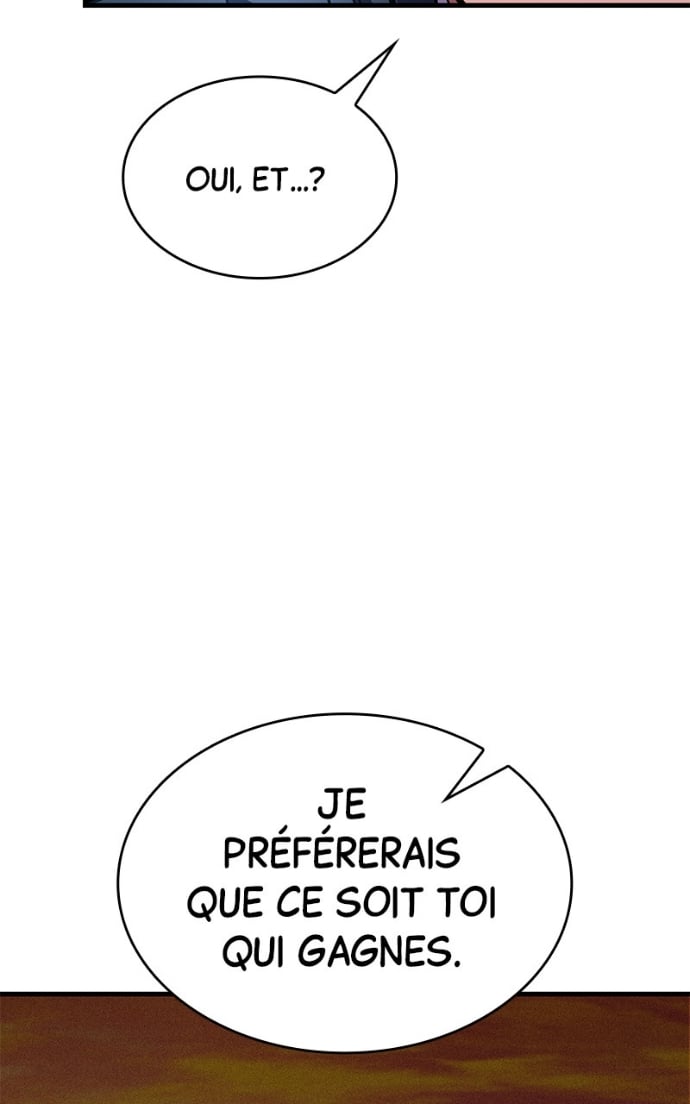 OUI, ET...?
JE
PRÉFÉRERAIS
QUE CE SOIT TOI
QUI GAGNES.